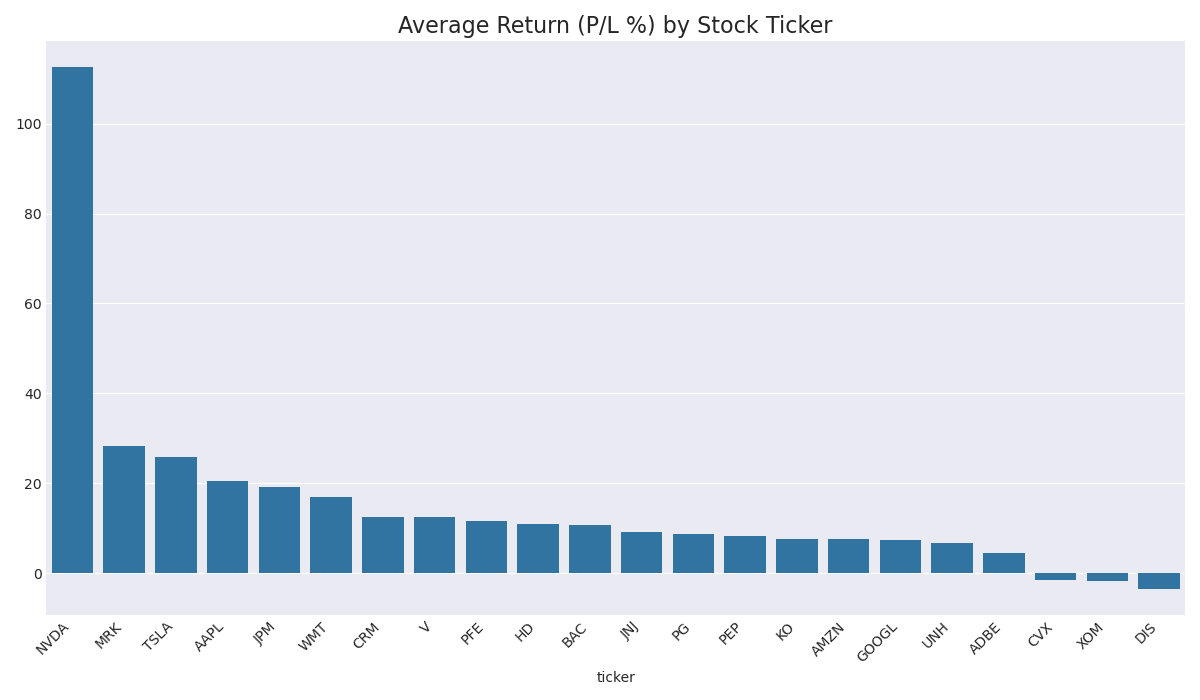 Average Return (P/L %) by Stock Ticker
100
80
60
40
20
0
NVDA
MRK
TSLA
AAPL
JPM
WMT
CRM
V
PFE
HD
BAC
JNJ
PG
PEP
KO
AMZN
GOOGL
UNH
ADBE
CVX
XOM
DIS
ticker